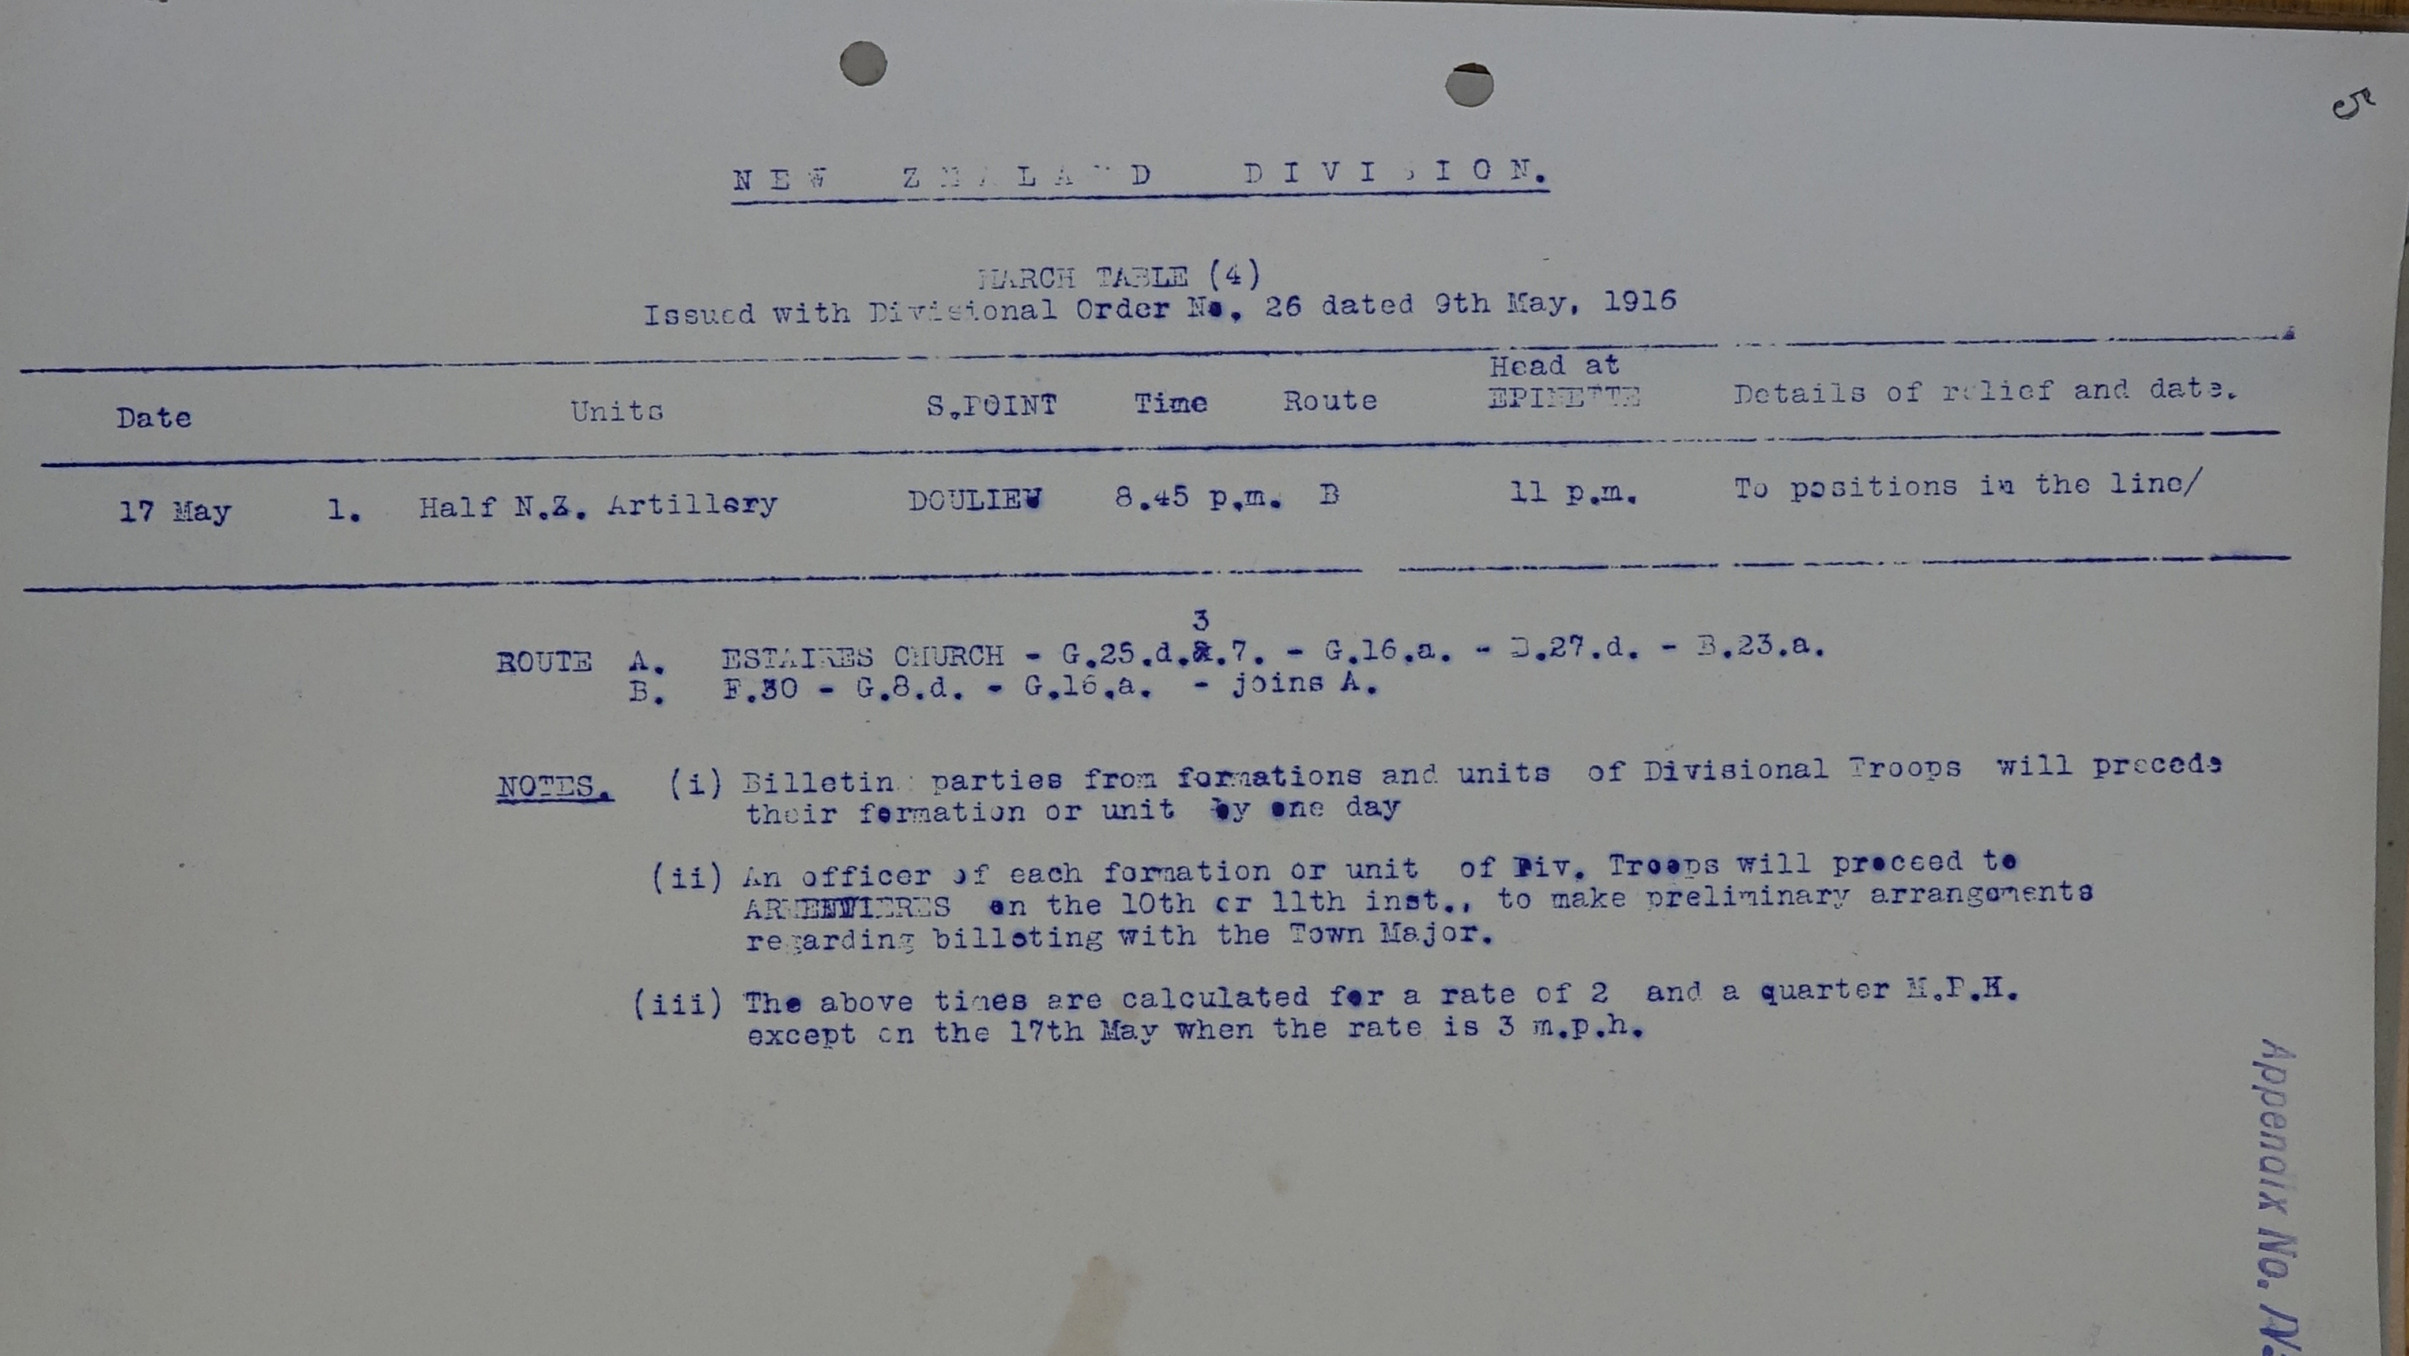 5
NEW ZEALAND DIVISION.
MARCH TABLE (4)
Issued with Divisional Order No. 26 dated 9th May, 1916
Date Units S.POINT Time Route Head at EPINETTE Details of relief and date.
17 May 1. Half N.Z. Artillery DOULIEU 8.45 p.m. B 11 p.m. To positions in the line/
3
ROUTE A. ESTAIRES CHURCH - G.25.d.2.7. - G.16.a. - B.27.d. - B.23.a.
B. F.30 - G.8.d. - G.16.a. - joins A.
NOTES. (i) Billeting parties from formations and units of Divisional Troops will precede
their formation or unit by one day
(ii) An officer of each formation or unit of Div. Troops will proceed to
ARMENTIERES on the 10th or 11th inst., to make preliminary arrangements
regarding billeting with the Town Major.
(iii) The above times are calculated for a rate of 2 and a quarter M.P.H.
except on the 17th May when the rate is 3 m.p.h.
Appendix No.